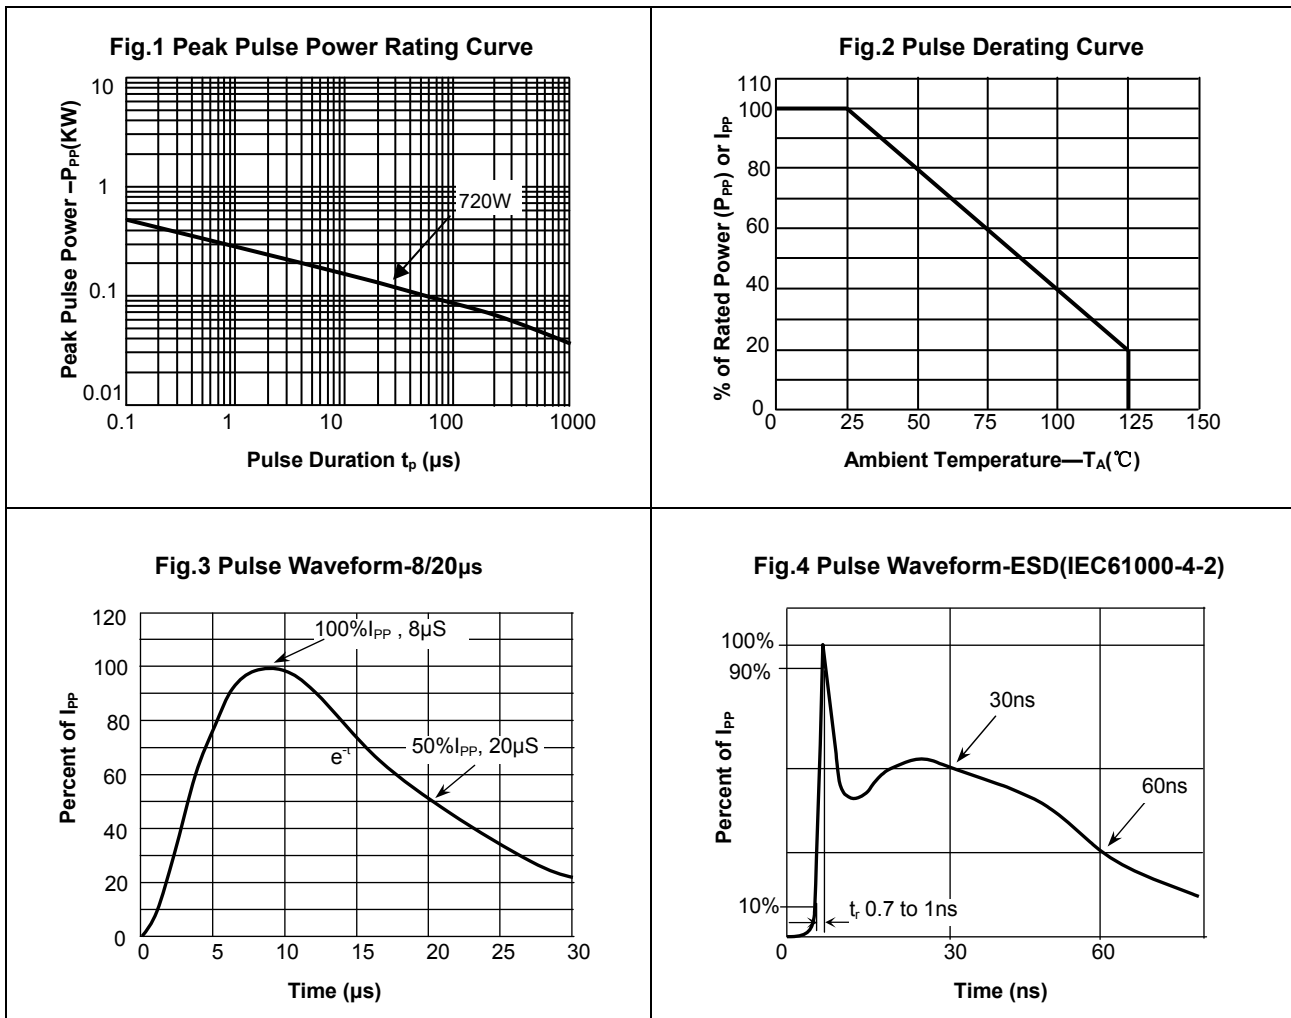 Fig.1 Peak Pulse Power Rating Curve
Peak Pulse Power –PPP(KW)
10
1
0.1
0.01
720W
0.1 1 10 100 1000
Pulse Duration tp (µs)
Fig.2 Pulse Derating Curve
% of Rated Power (PPP) or IPP
110
100
80
60
40
20
0
0 25 50 75 100 125 150
Ambient Temperature—TA(℃)
Fig.3 Pulse Waveform-8/20µs
Percent of IPP
120
100
80
60
40
20
0
100%IPP , 8µS
e-t
50%IPP, 20µS
0 5 10 15 20 25 30
Time (µs)
Fig.4 Pulse Waveform-ESD(IEC61000-4-2)
Percent of IPP
100%
90%
10%
30ns
60ns
tr 0.7 to 1ns
0 30 60
Time (ns)